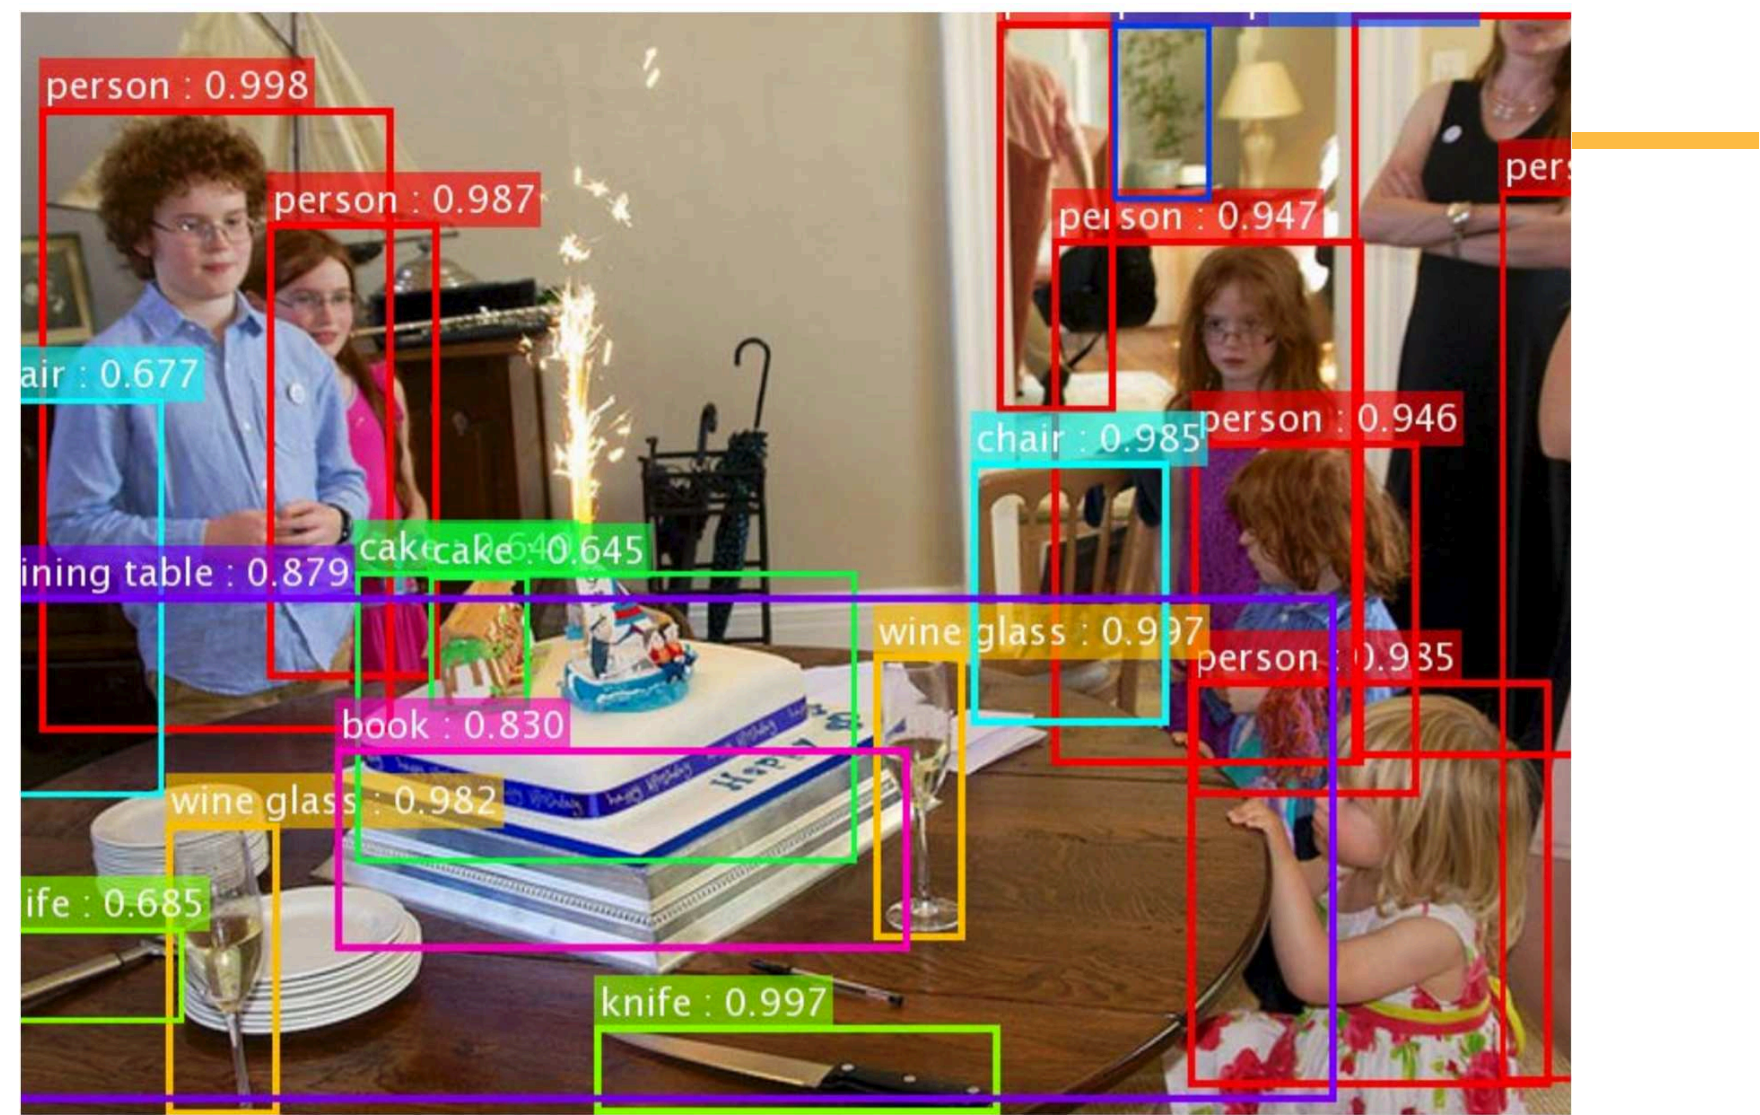 person : 0.998
person : 0.987
person : 0.947
air : 0.677
person : 0.946
chair : 0.985
cake
cake : 0.645
ining table : 0.879
wine glass : 0.997
person : 0.985
book : 0.830
wine glass : 0.982
Happy
ife : 0.685
knife : 0.997
pers